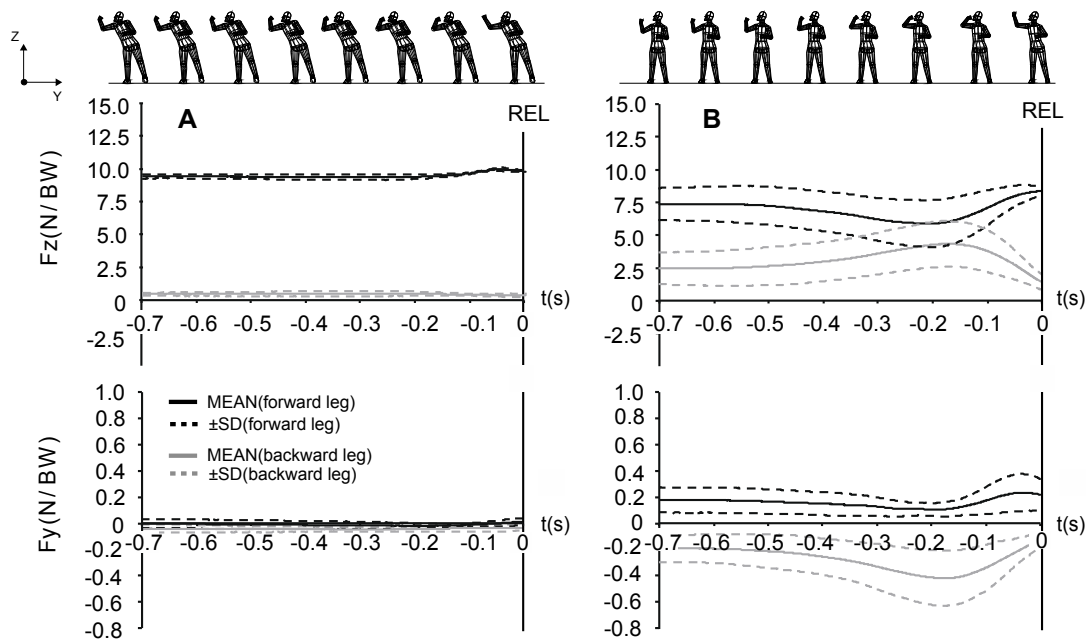 Z
Y
A
REL
Fz(N/BW)
15.0
12.5
10.0
7.5
5.0
2.5
0
-2.5
t(s)
-0.7 -0.6 -0.5 -0.4 -0.3 -0.2 -0.1 0
B
REL
15.0
12.5
10.0
7.5
5.0
2.5
0
t(s)
-0.7 -0.6 -0.5 -0.4 -0.3 -0.2 -0.1 0
-2.5
Fy(N/BW)
1.0
0.8
0.6
0.4
0.2
0
-0.2
-0.4
-0.6
-0.8
MEAN(forward leg)
±SD(forward leg)
MEAN(backward leg)
±SD(backward leg)
t(s)
-0.7 -0.6 -0.5 -0.4 -0.3 -0.2 -0.1 0
1.0
0.8
0.6
0.4
0.2
0
-0.2
-0.4
-0.6
-0.8
t(s)
-0.7 -0.6 -0.5 -0.4 -0.3 -0.2 -0.1 0